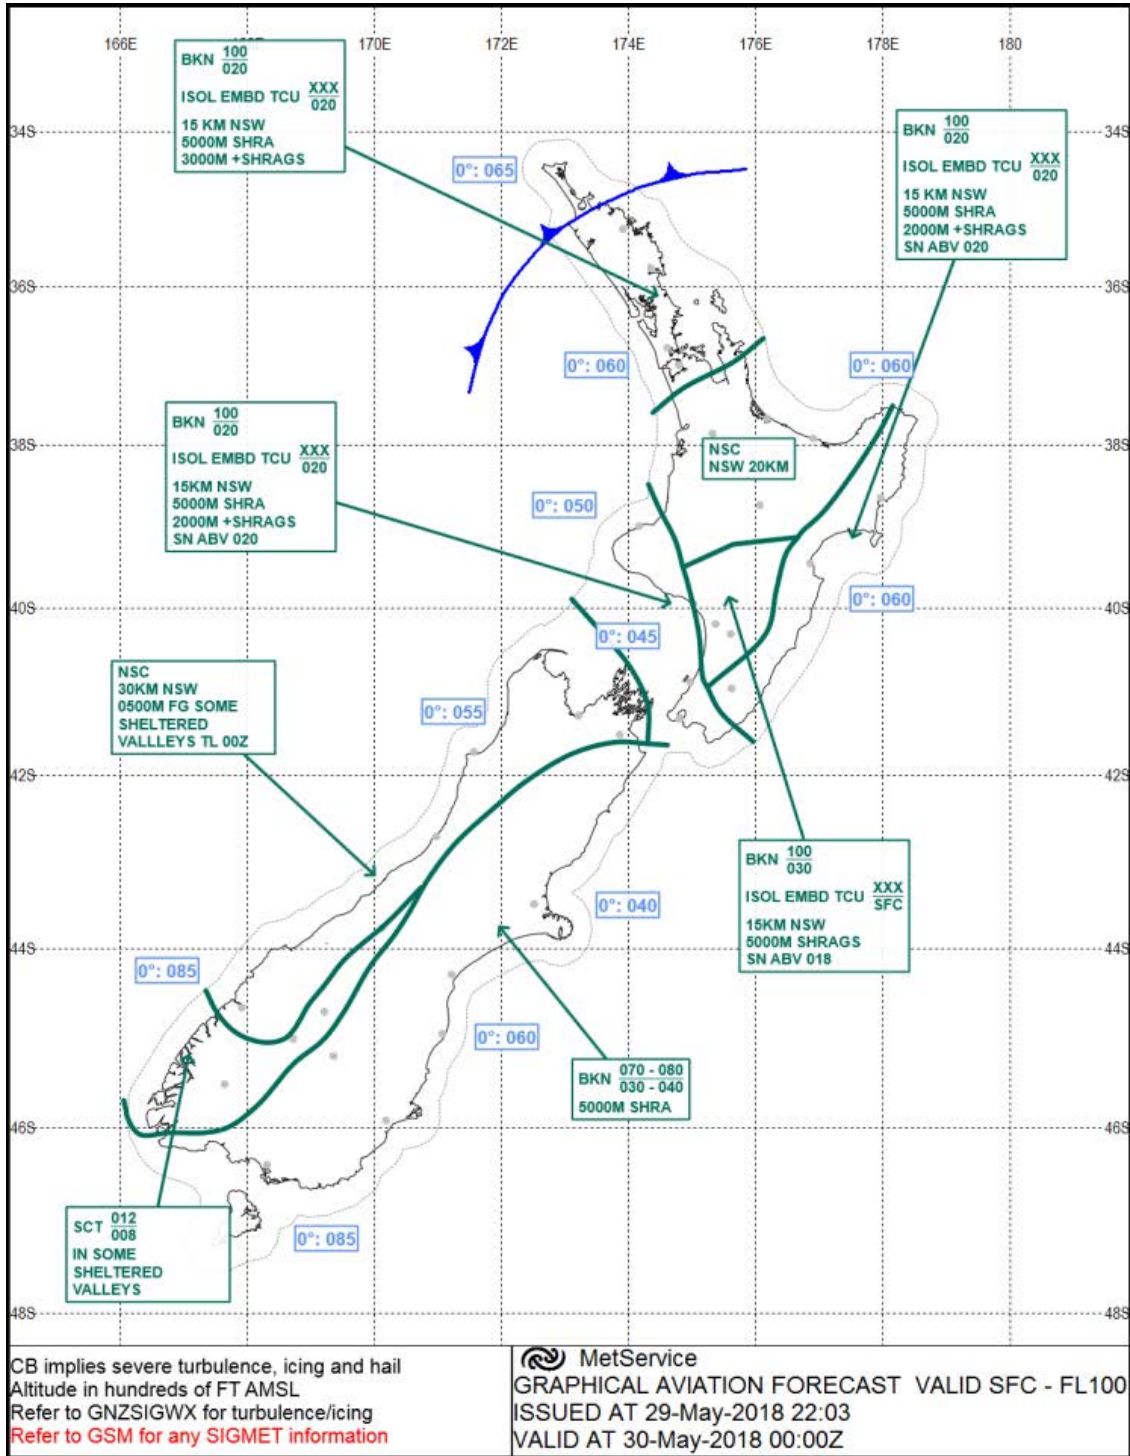 166E 168E 170E 172E 174E 176E 178E 180
BKN 100
020
ISOL EMBD TCU XXX
020
15 KM NSW
5000M SHRA
3000M +SHRAGS
34S
34S
BKN 100
020
ISOL EMBD TCU XXX
020
15 KM NSW
5000M SHRA
2000M +SHRAGS
SN ABV 020
0°: 065
36S
36S
0°: 060
0°: 060
BKN 100
020
ISOL EMBD TCU XXX
020
15KM NSW
5000M SHRA
2000M +SHRAGS
SN ABV 020
38S
38S
NSC
NSW 20KM
0°: 050
0°: 060
40S
40S
0°: 045
NSC
30KM NSW
0500M FG SOME
SHELTERED
VALLLEYS TL 00Z
0°: 055
42S
42S
BKN 100
030
ISOL EMBD TCU XXX
SFC
15KM NSW
5000M SHRAGS
SN ABV 018
0°: 040
44S
44S
0°: 085
0°: 060
BKN 070 - 080
030 - 040
5000M SHRA
46S
46S
SCT 012
008
IN SOME
SHELTERED
VALLEYS
0°: 085
48S
48S
CB implies severe turbulence, icing and hail
Altitude in hundreds of FT AMSL
Refer to GNZSIGWX for turbulence/icing
Refer to GSM for any SIGMET information
MetService
GRAPHICAL AVIATION FORECAST VALID SFC - FL100
ISSUED AT 29-May-2018 22:03
VALID AT 30-May-2018 00:00Z